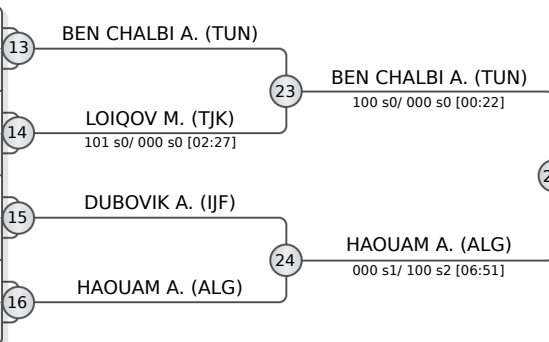 BEN CHALBI A. (TUN)
13
BEN CHALBI A. (TUN)
23
100 s0/ 000 s0 [00:22]
LOIQOV M. (TJK)
14
101 s0/ 000 s0 [02:27]
DUBOVIK A. (IJF)
15
HAOUAM A. (ALG)
24
000 s1/ 100 s2 [06:51]
HAOUAM A. (ALG)
16